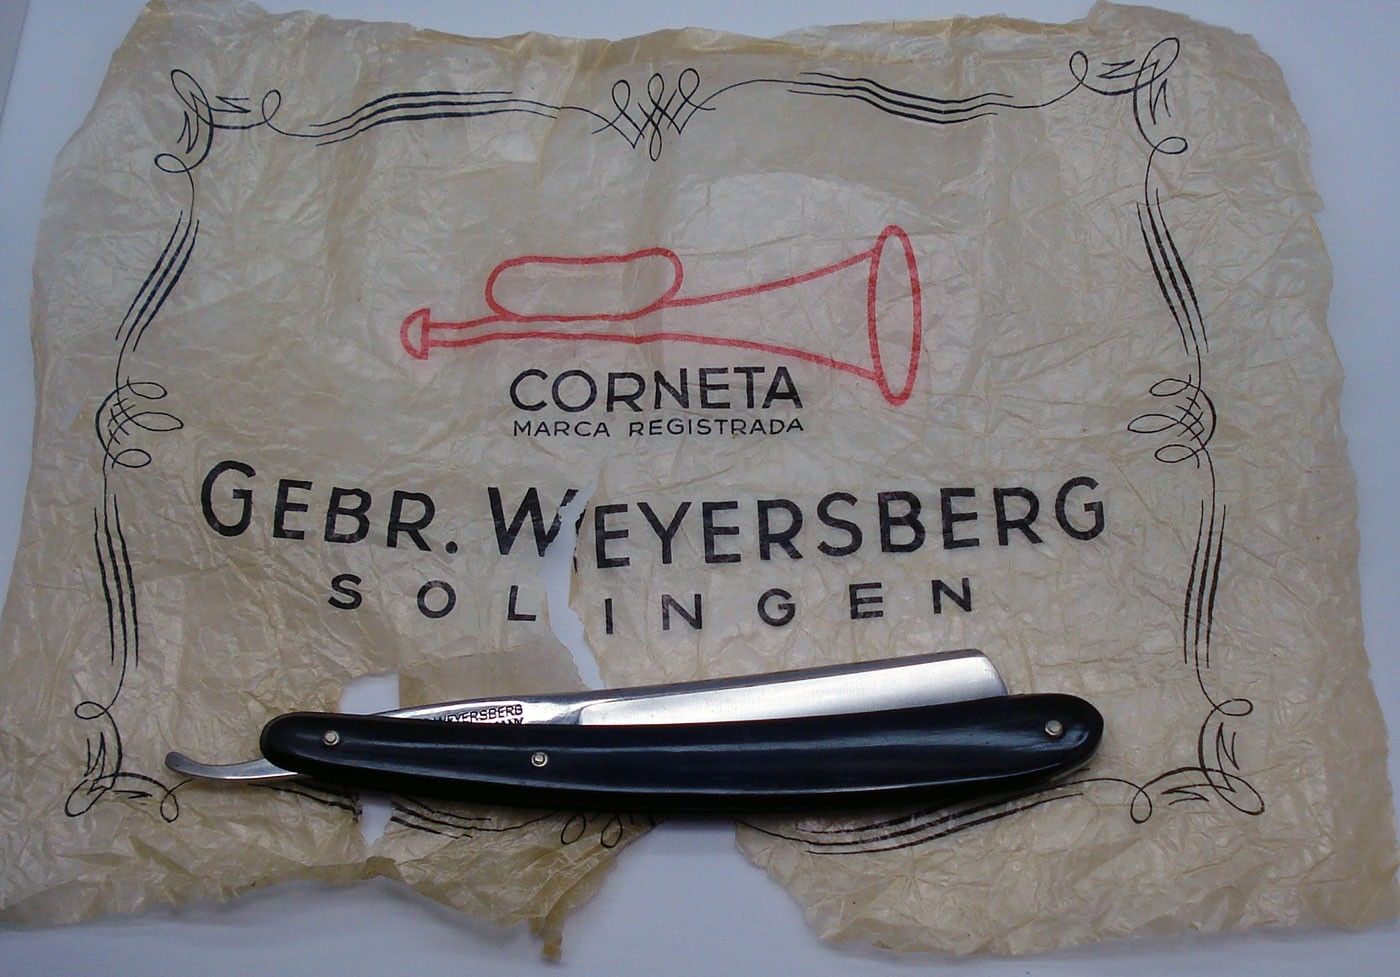 CORNETA
MARCA REGISTRADA
GEBR. WEYERSBERG
SOLINGEN
WEYERSBERG